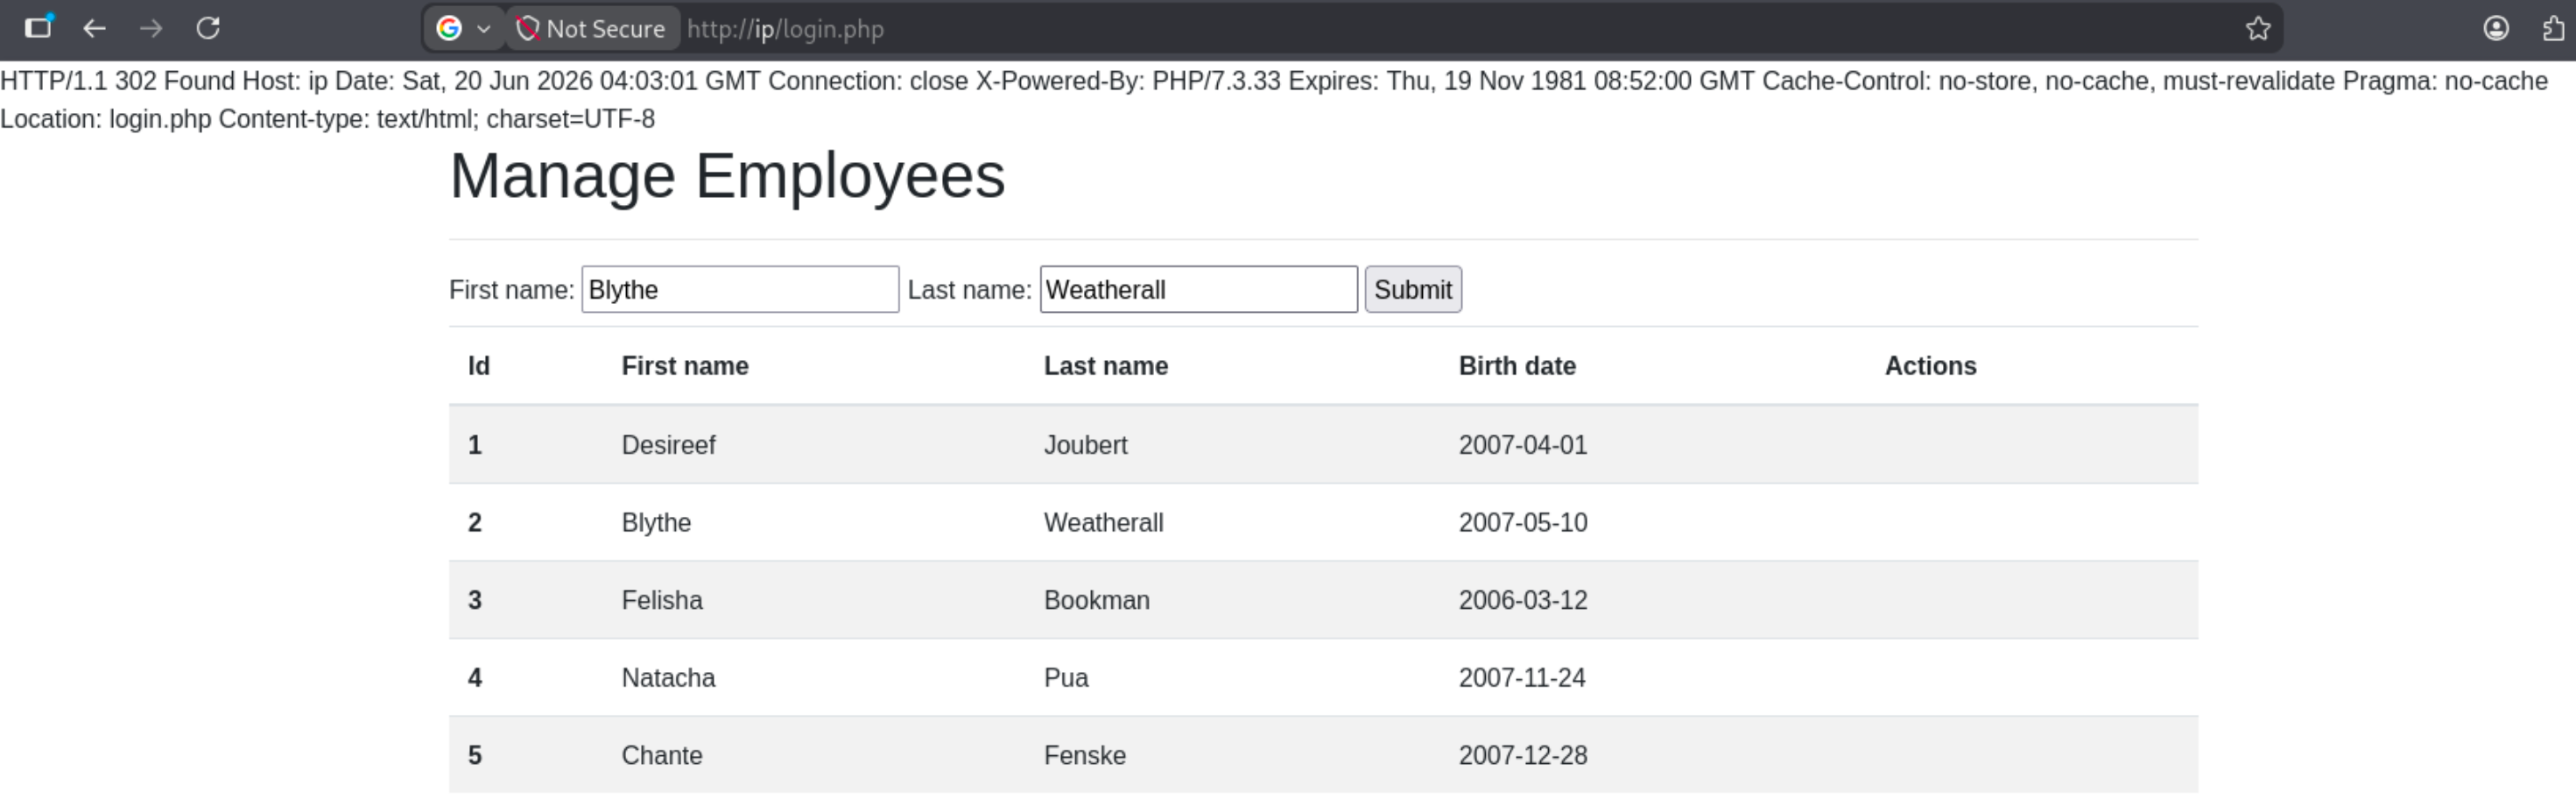 Not Secure http://ip/login.php
HTTP/1.1 302 Found Host: ip Date: Sat, 20 Jun 2026 04:03:01 GMT Connection: close X-Powered-By: PHP/7.3.33 Expires: Thu, 19 Nov 1981 08:52:00 GMT Cache-Control: no-store, no-cache, must-revalidate Pragma: no-cache
Location: login.php Content-type: text/html; charset=UTF-8
Manage Employees
First name: Blythe Last name: Weatherall Submit
Id First name Last name Birth date Actions
1 Desireef Joubert 2007-04-01
2 Blythe Weatherall 2007-05-10
3 Felisha Bookman 2006-03-12
4 Natacha Pua 2007-11-24
5 Chante Fenske 2007-12-28